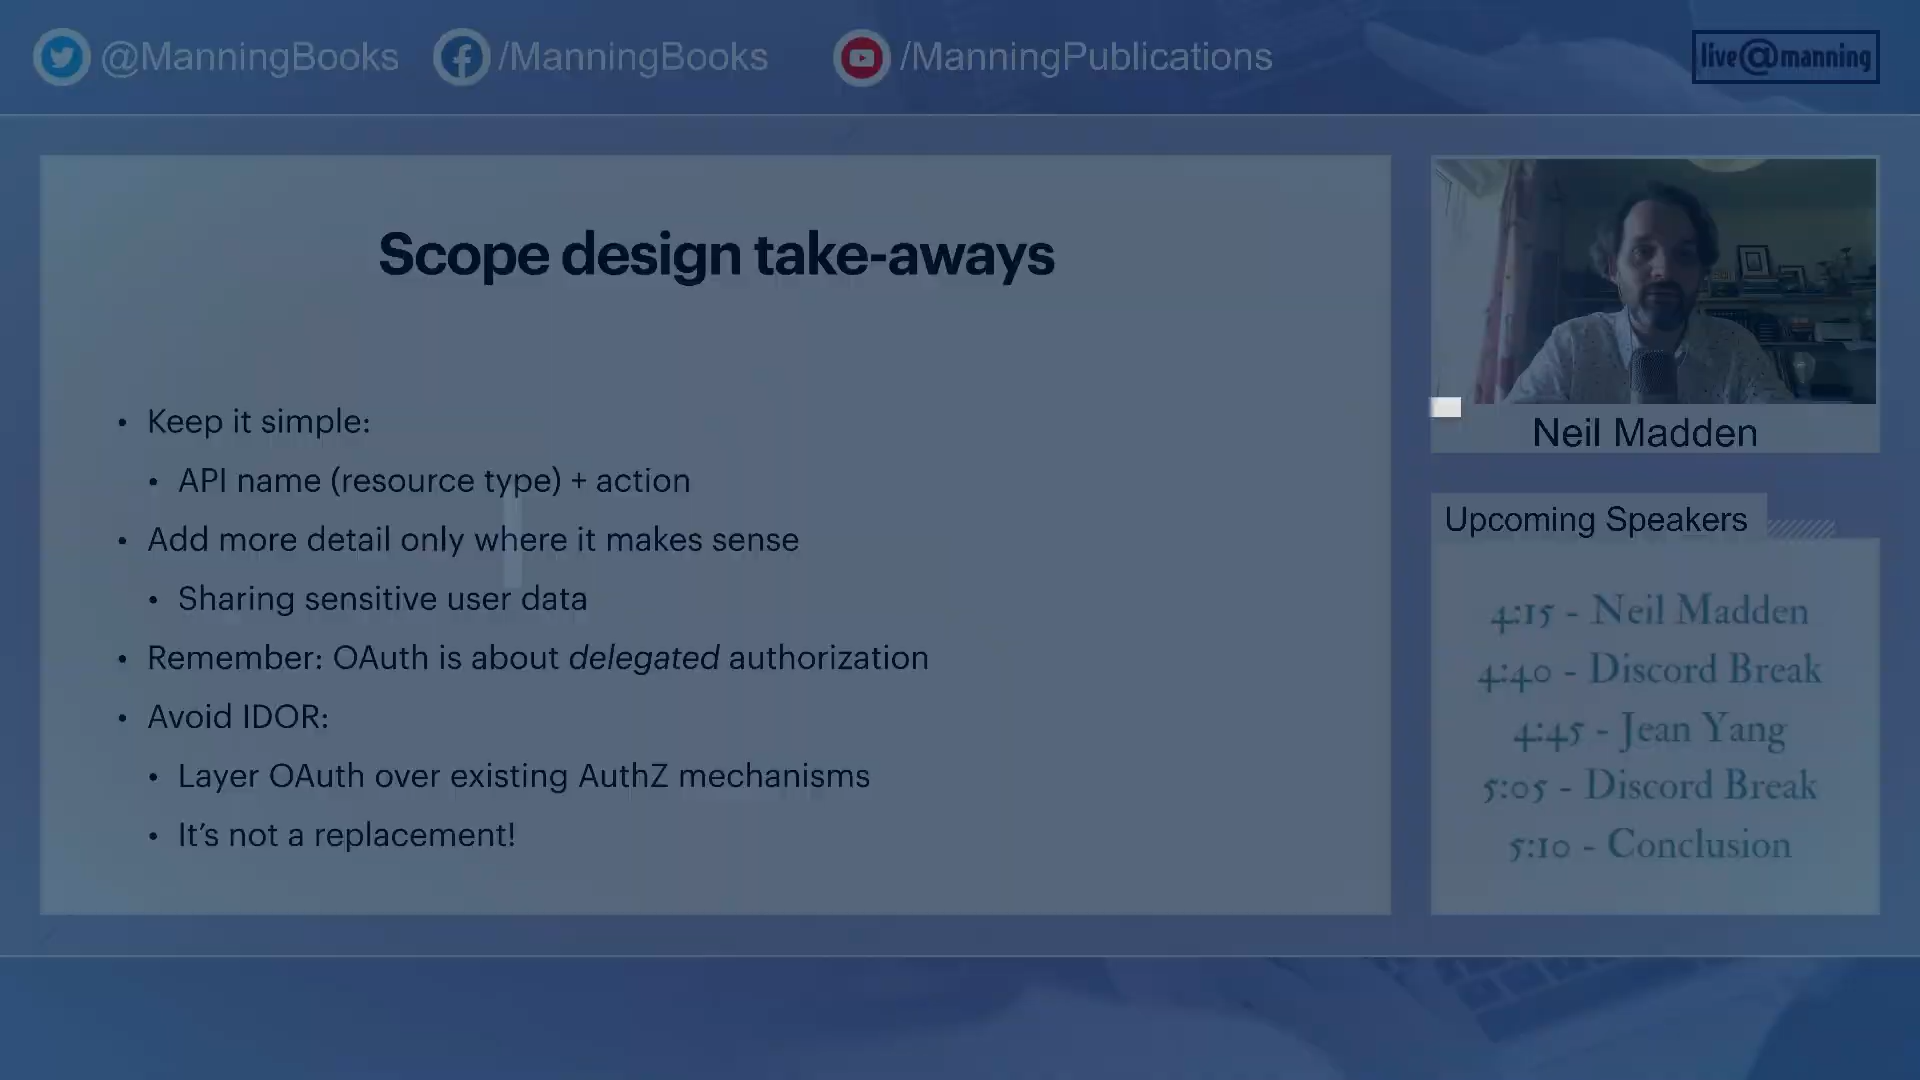 @ManningBooks
/ManningBooks
/ManningPublications
live@manning
Scope design take-aways
• Keep it simple:
• API name (resource type) + action
• Add more detail only where it makes sense
• Sharing sensitive user data
• Remember: OAuth is about delegated authorization
• Avoid IDOR:
• Layer OAuth over existing AuthZ mechanisms
• It’s not a replacement!
Neil Madden
Upcoming Speakers
4:15 - Neil Madden
4:40 - Discord Break
4:45 - Jean Yang
5:05 - Discord Break
5:10 - Conclusion